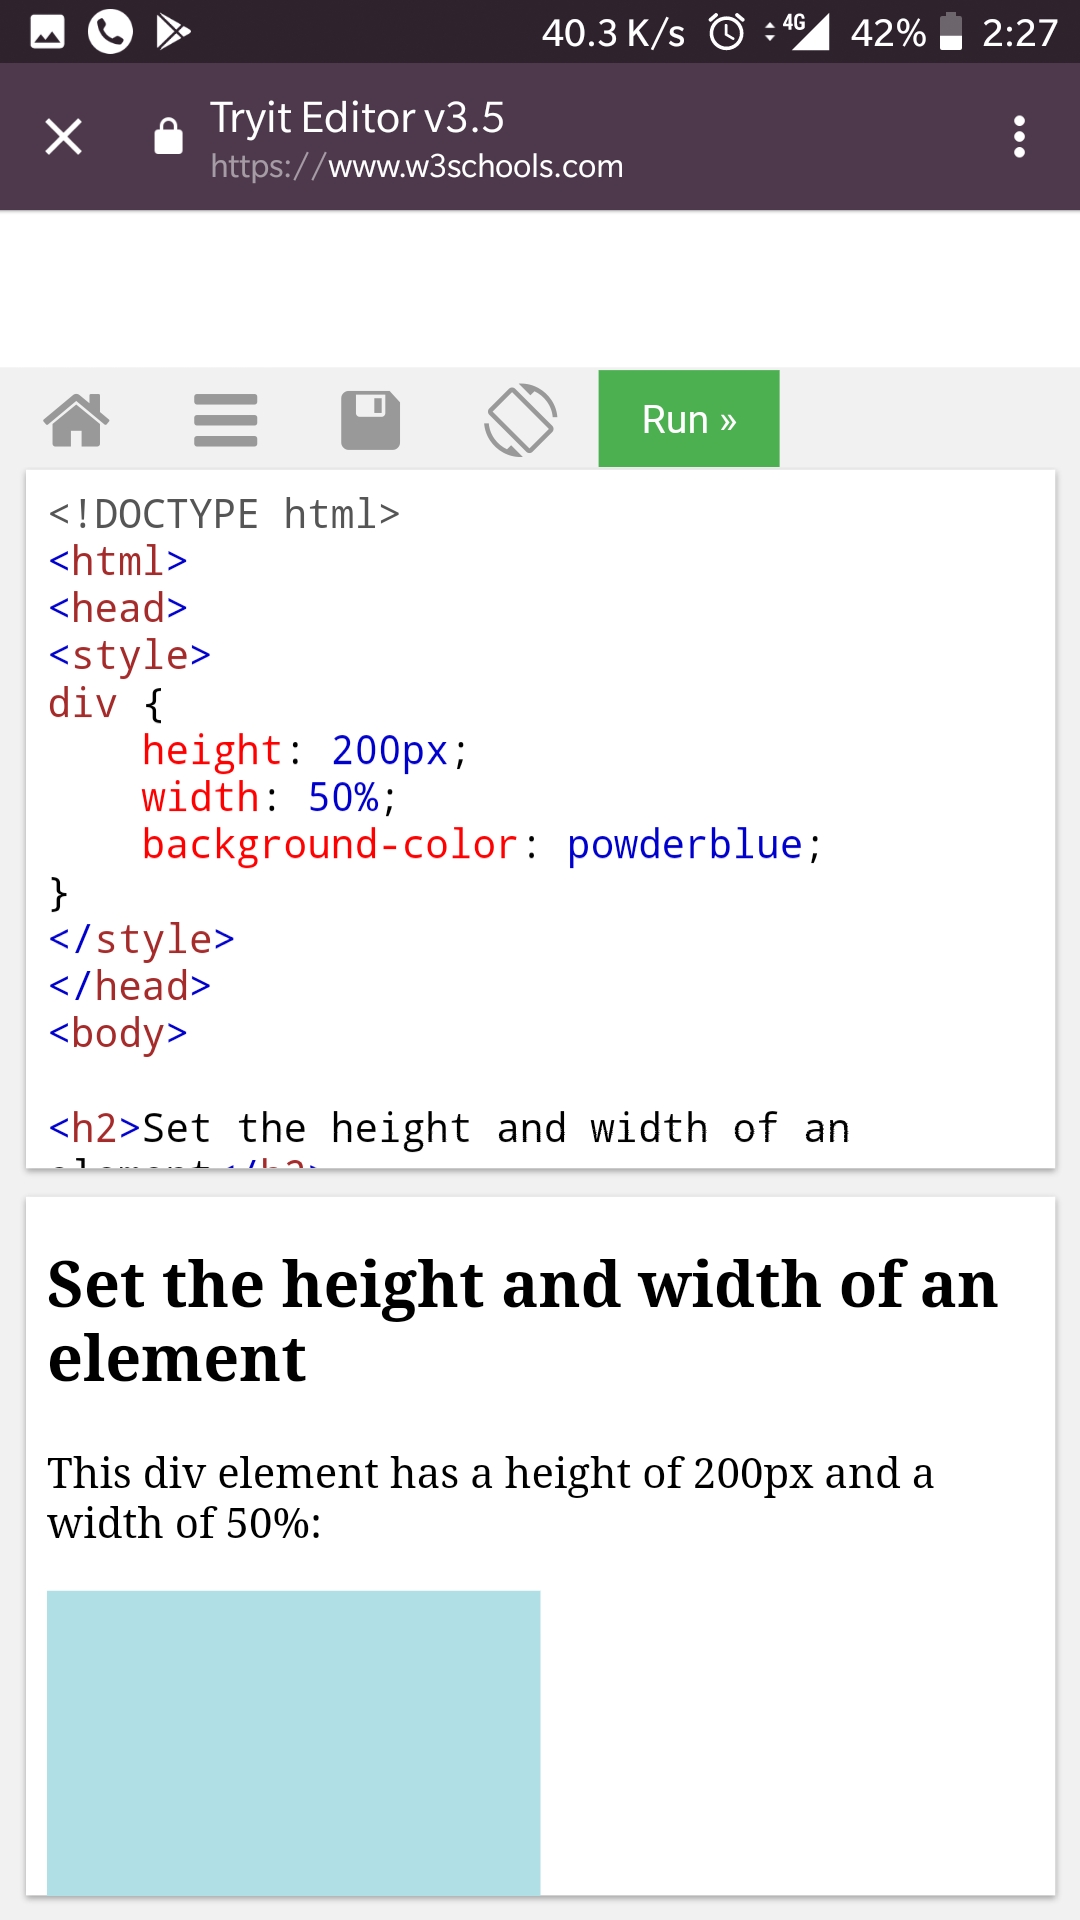 40.3 K/s 4G 42% 2:27
Tryit Editor v3.5
https://www.w3schools.com
Run »
<!DOCTYPE html>
<html>
<head>
<style>
div {
    height: 200px;
    width: 50%;
    background-color: powderblue;
}
</style>
</head>
<body>
<h2>Set the height and width of an
element</h2>
Set the height and width of an
element
This div element has a height of 200px and a
width of 50%: